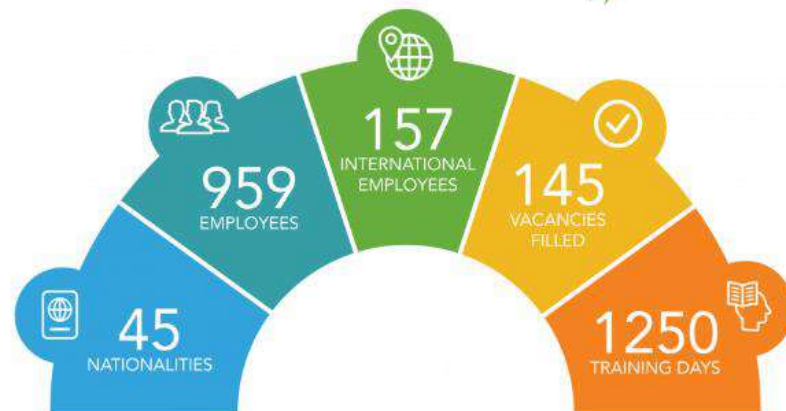 45
NATIONALITIES
959
EMPLOYEES
157
INTERNATIONAL
EMPLOYEES
145
VACANCIES
FILLED
1250
TRAINING DAYS